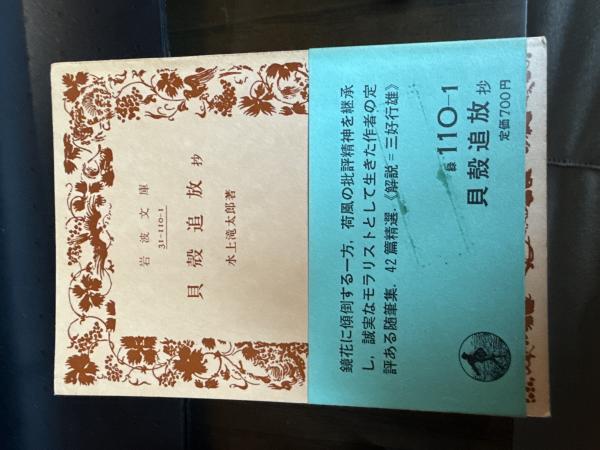 岩波文庫
31-110-1
貝殻追放 抄
水上滝太郎著
鏡花に傾倒する一方，荷風の批評精神を継承
し，誠実なモラリストとして生きた作者の定
評ある随筆集．42篇精選．《解説＝三好行雄》
緑110-1
貝殻追放 抄
定価700円